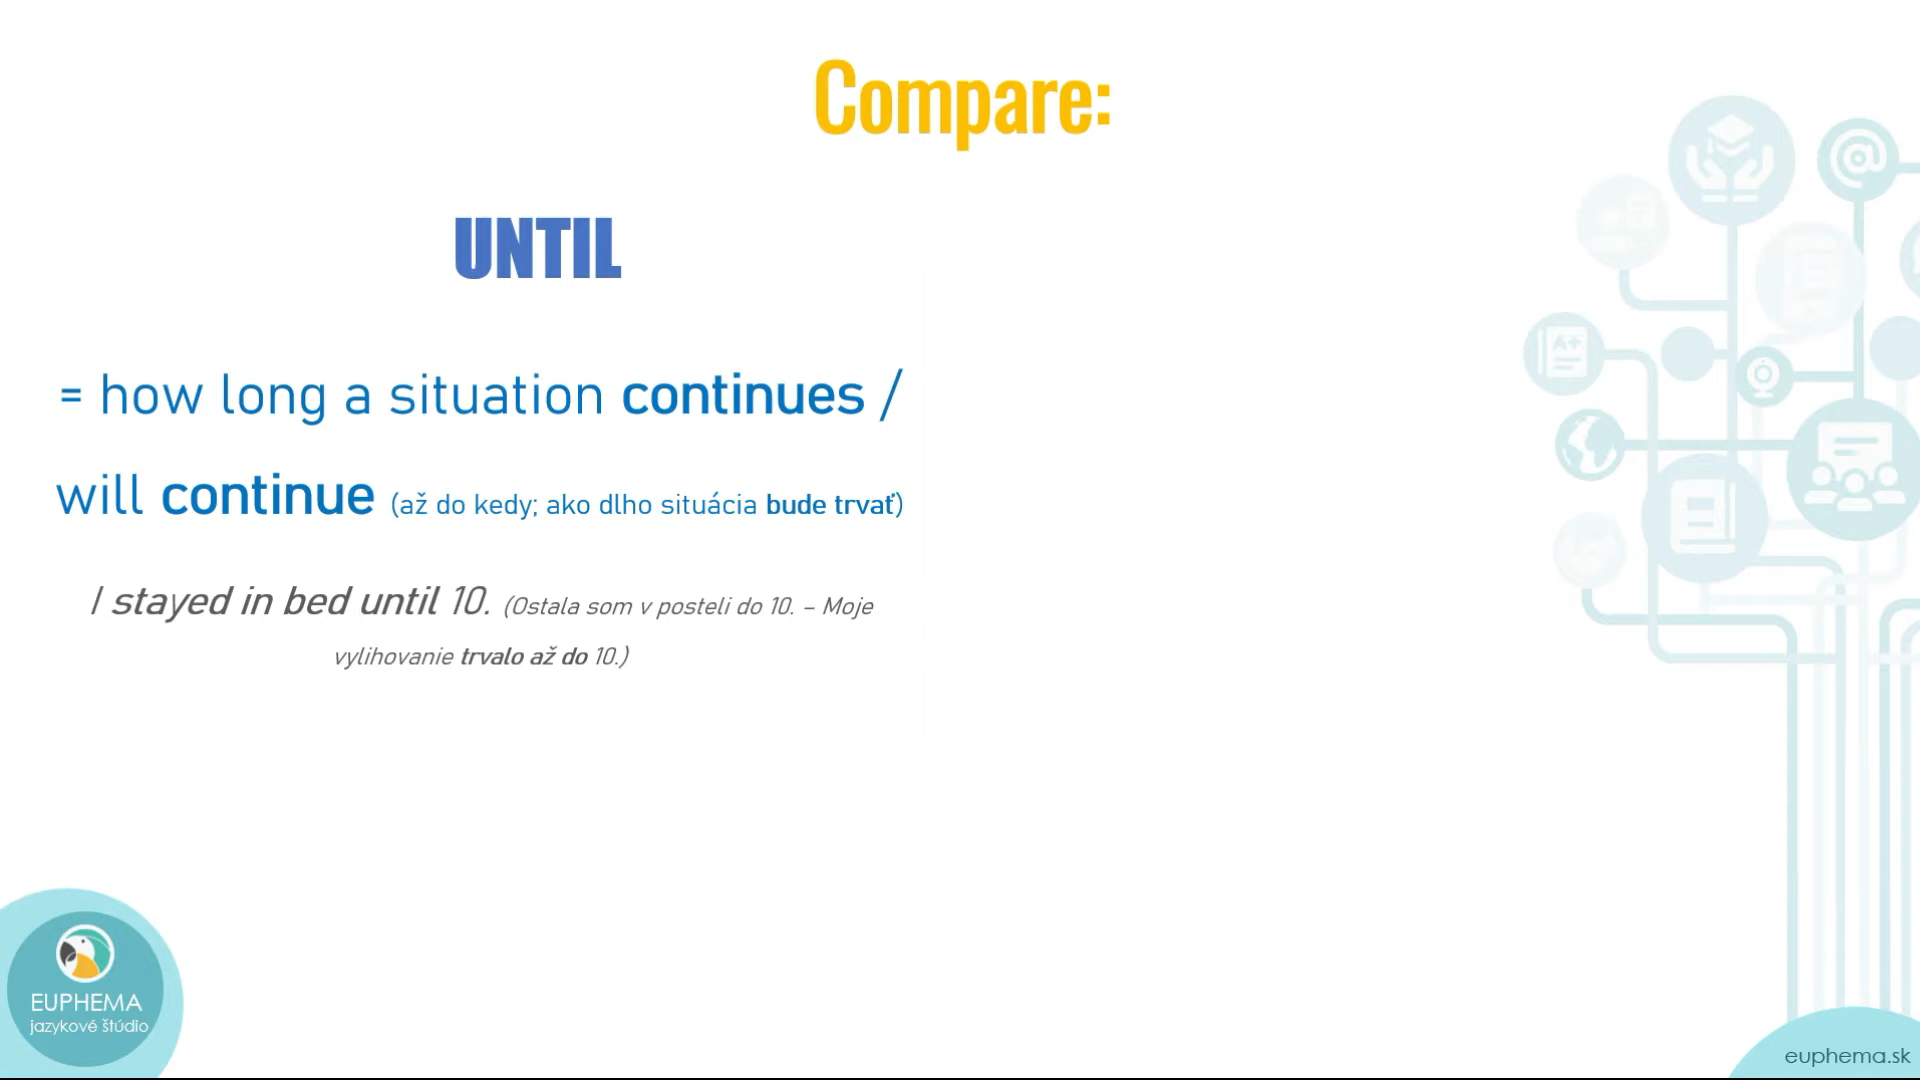 Compare:
UNTIL
= how long a situation continues /
will continue (až do kedy; ako dlho situácia bude trvať)
I stayed in bed until 10. (Ostala som v posteli do 10. – Moje
vylihovanie trvalo až do 10.)
A+
@
EUPHEMA
jazykové štúdio
euphema.sk